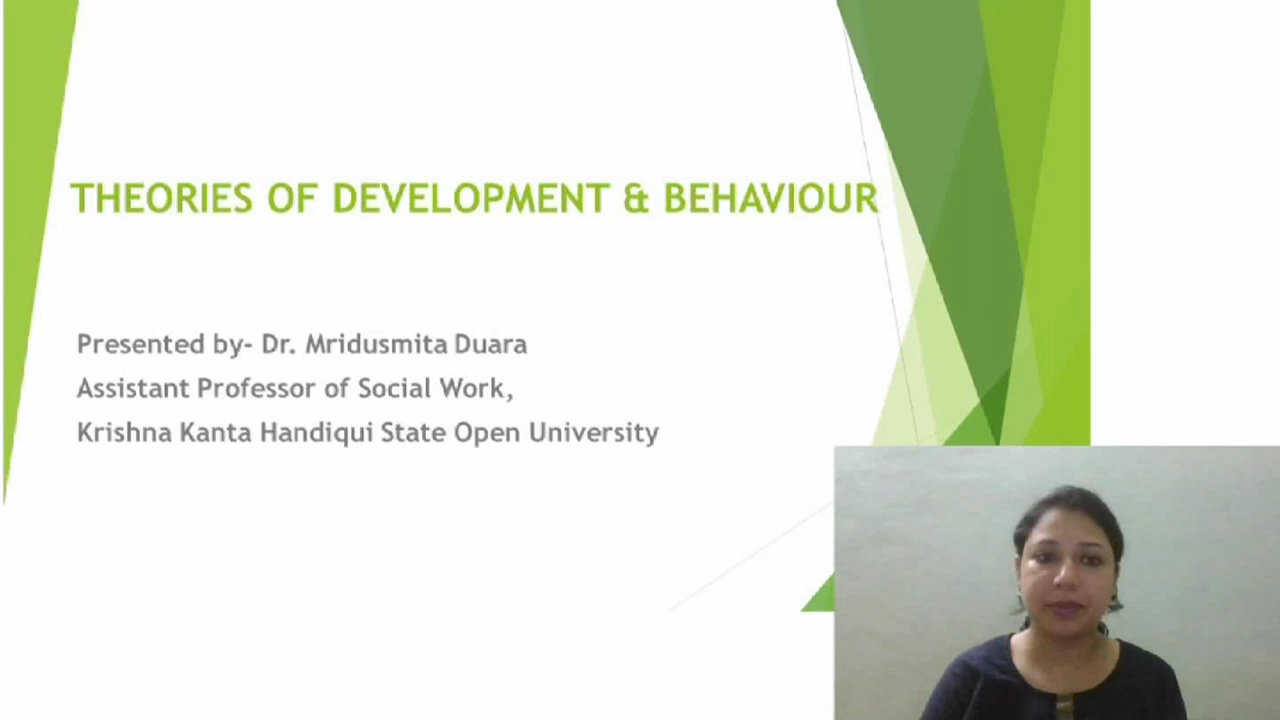 THEORIES OF DEVELOPMENT & BEHAVIOUR
Presented by- Dr. Mridusmita Duara
Assistant Professor of Social Work,
Krishna Kanta Handiqui State Open University